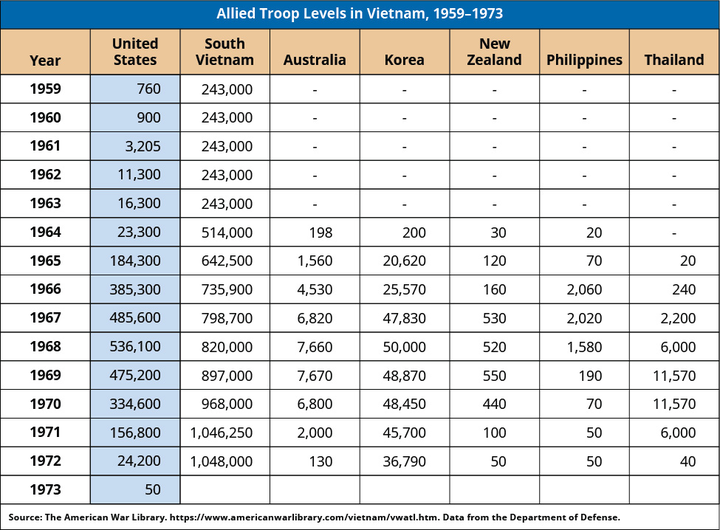 Allied Troop Levels in Vietnam, 1959–1973
Year United States South Vietnam Australia Korea New Zealand Philippines Thailand
1959 760 243,000 - - - - -
1960 900 243,000 - - - - -
1961 3,205 243,000 - - - - -
1962 11,300 243,000 - - - - -
1963 16,300 243,000 - - - - -
1964 23,300 514,000 198 200 30 20 -
1965 184,300 642,500 1,560 20,620 120 70 20
1966 385,300 735,900 4,530 25,570 160 2,060 240
1967 485,600 798,700 6,820 47,830 530 2,020 2,200
1968 536,100 820,000 7,660 50,000 520 1,580 6,000
1969 475,200 897,000 7,670 48,870 550 190 11,570
1970 334,600 968,000 6,800 48,450 440 70 11,570
1971 156,800 1,046,250 2,000 45,700 100 50 6,000
1972 24,200 1,048,000 130 36,790 50 50 40
1973 50
Source: The American War Library. https://www.americanwarlibrary.com/vietnam/vwatl.htm. Data from the Department of Defense.